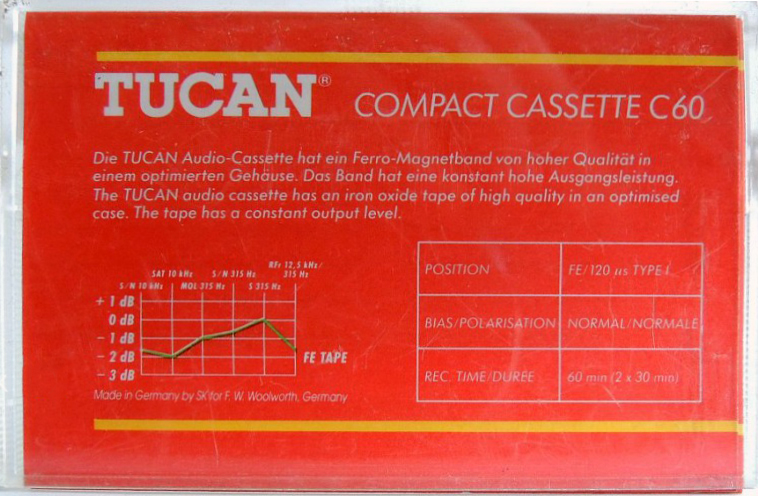 TUCAN®
COMPACT CASSETTE C60
Die TUCAN Audio-Cassette hat ein Ferro-Magnetband von hoher Qualität in
einem optimierten Gehäuse. Das Band hat eine konstant hohe Ausgangsleistung.
The TUCAN audio cassette has an iron oxide tape of high quality in an optimised
case. The tape has a constant output level.
S/N 10 kHz
SAT 10 kHz
MOL 315 Hz
S/N 315 Hz
S 315 Hz
RFr 12,5 kHz/
315 Hz
+ 1 dB
0 dB
- 1 dB
- 2 dB
- 3 dB
FE TAPE
Made in Germany by SK for F. W. Woolworth, Germany
POSITION FE/120 µs TYPE I
BIAS/POLARISATION NORMAL/NORMALE
REC. TIME/DURÉE 60 min (2 x 30 min)